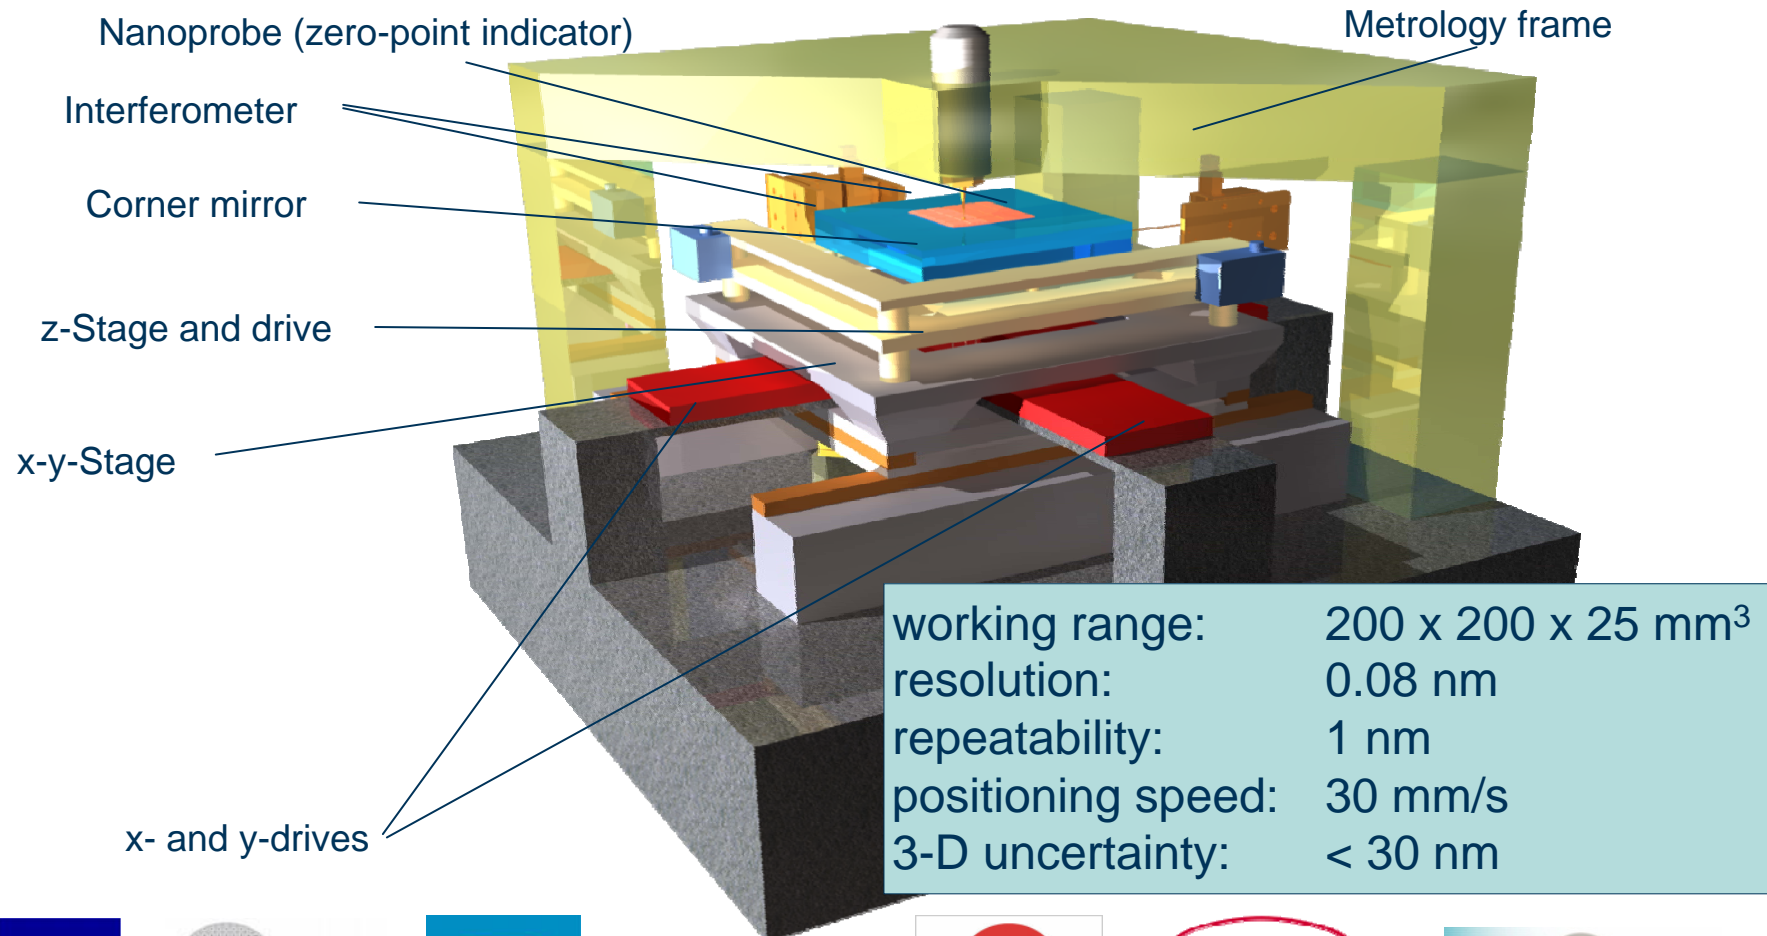 Nanoprobe (zero-point indicator)
Metrology frame
Interferometer
Corner mirror
z-Stage and drive
x-y-Stage
x- and y-drives
working range: 200 x 200 x 25 mm³
resolution: 0.08 nm
repeatability: 1 nm
positioning speed: 30 mm/s
3-D uncertainty: < 30 nm